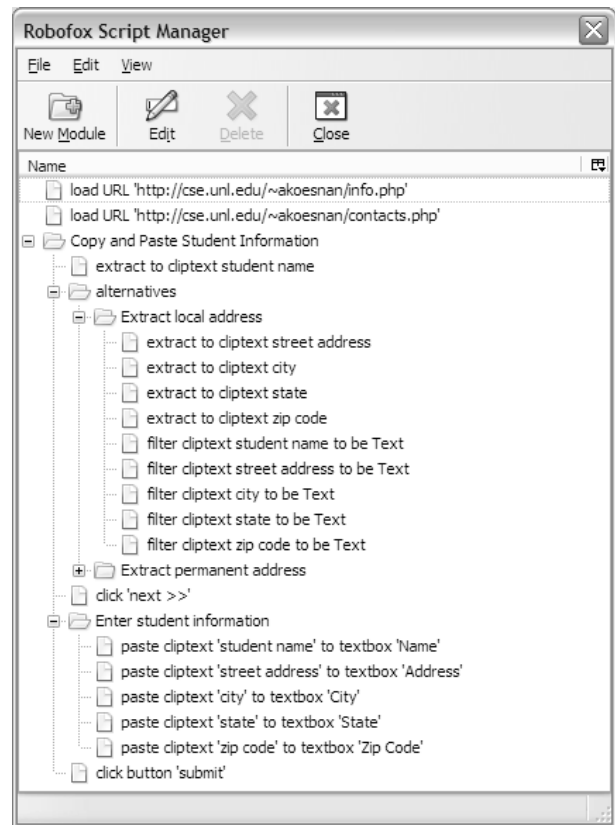 Robofox Script Manager
File Edit View
New Module Edit Delete Close
Name
load URL 'http://cse.unl.edu/~akoesnan/info.php'
load URL 'http://cse.unl.edu/~akoesnan/contacts.php'
Copy and Paste Student Information
extract to cliptext student name
alternatives
Extract local address
extract to cliptext street address
extract to cliptext city
extract to cliptext state
extract to cliptext zip code
filter cliptext student name to be Text
filter cliptext street address to be Text
filter cliptext city to be Text
filter cliptext state to be Text
filter cliptext zip code to be Text
Extract permanent address
click 'next >>'
Enter student information
paste cliptext 'student name' to textbox 'Name'
paste cliptext 'street address' to textbox 'Address'
paste cliptext 'city' to textbox 'City'
paste cliptext 'state' to textbox 'State'
paste cliptext 'zip code' to textbox 'Zip Code'
click button 'submit'